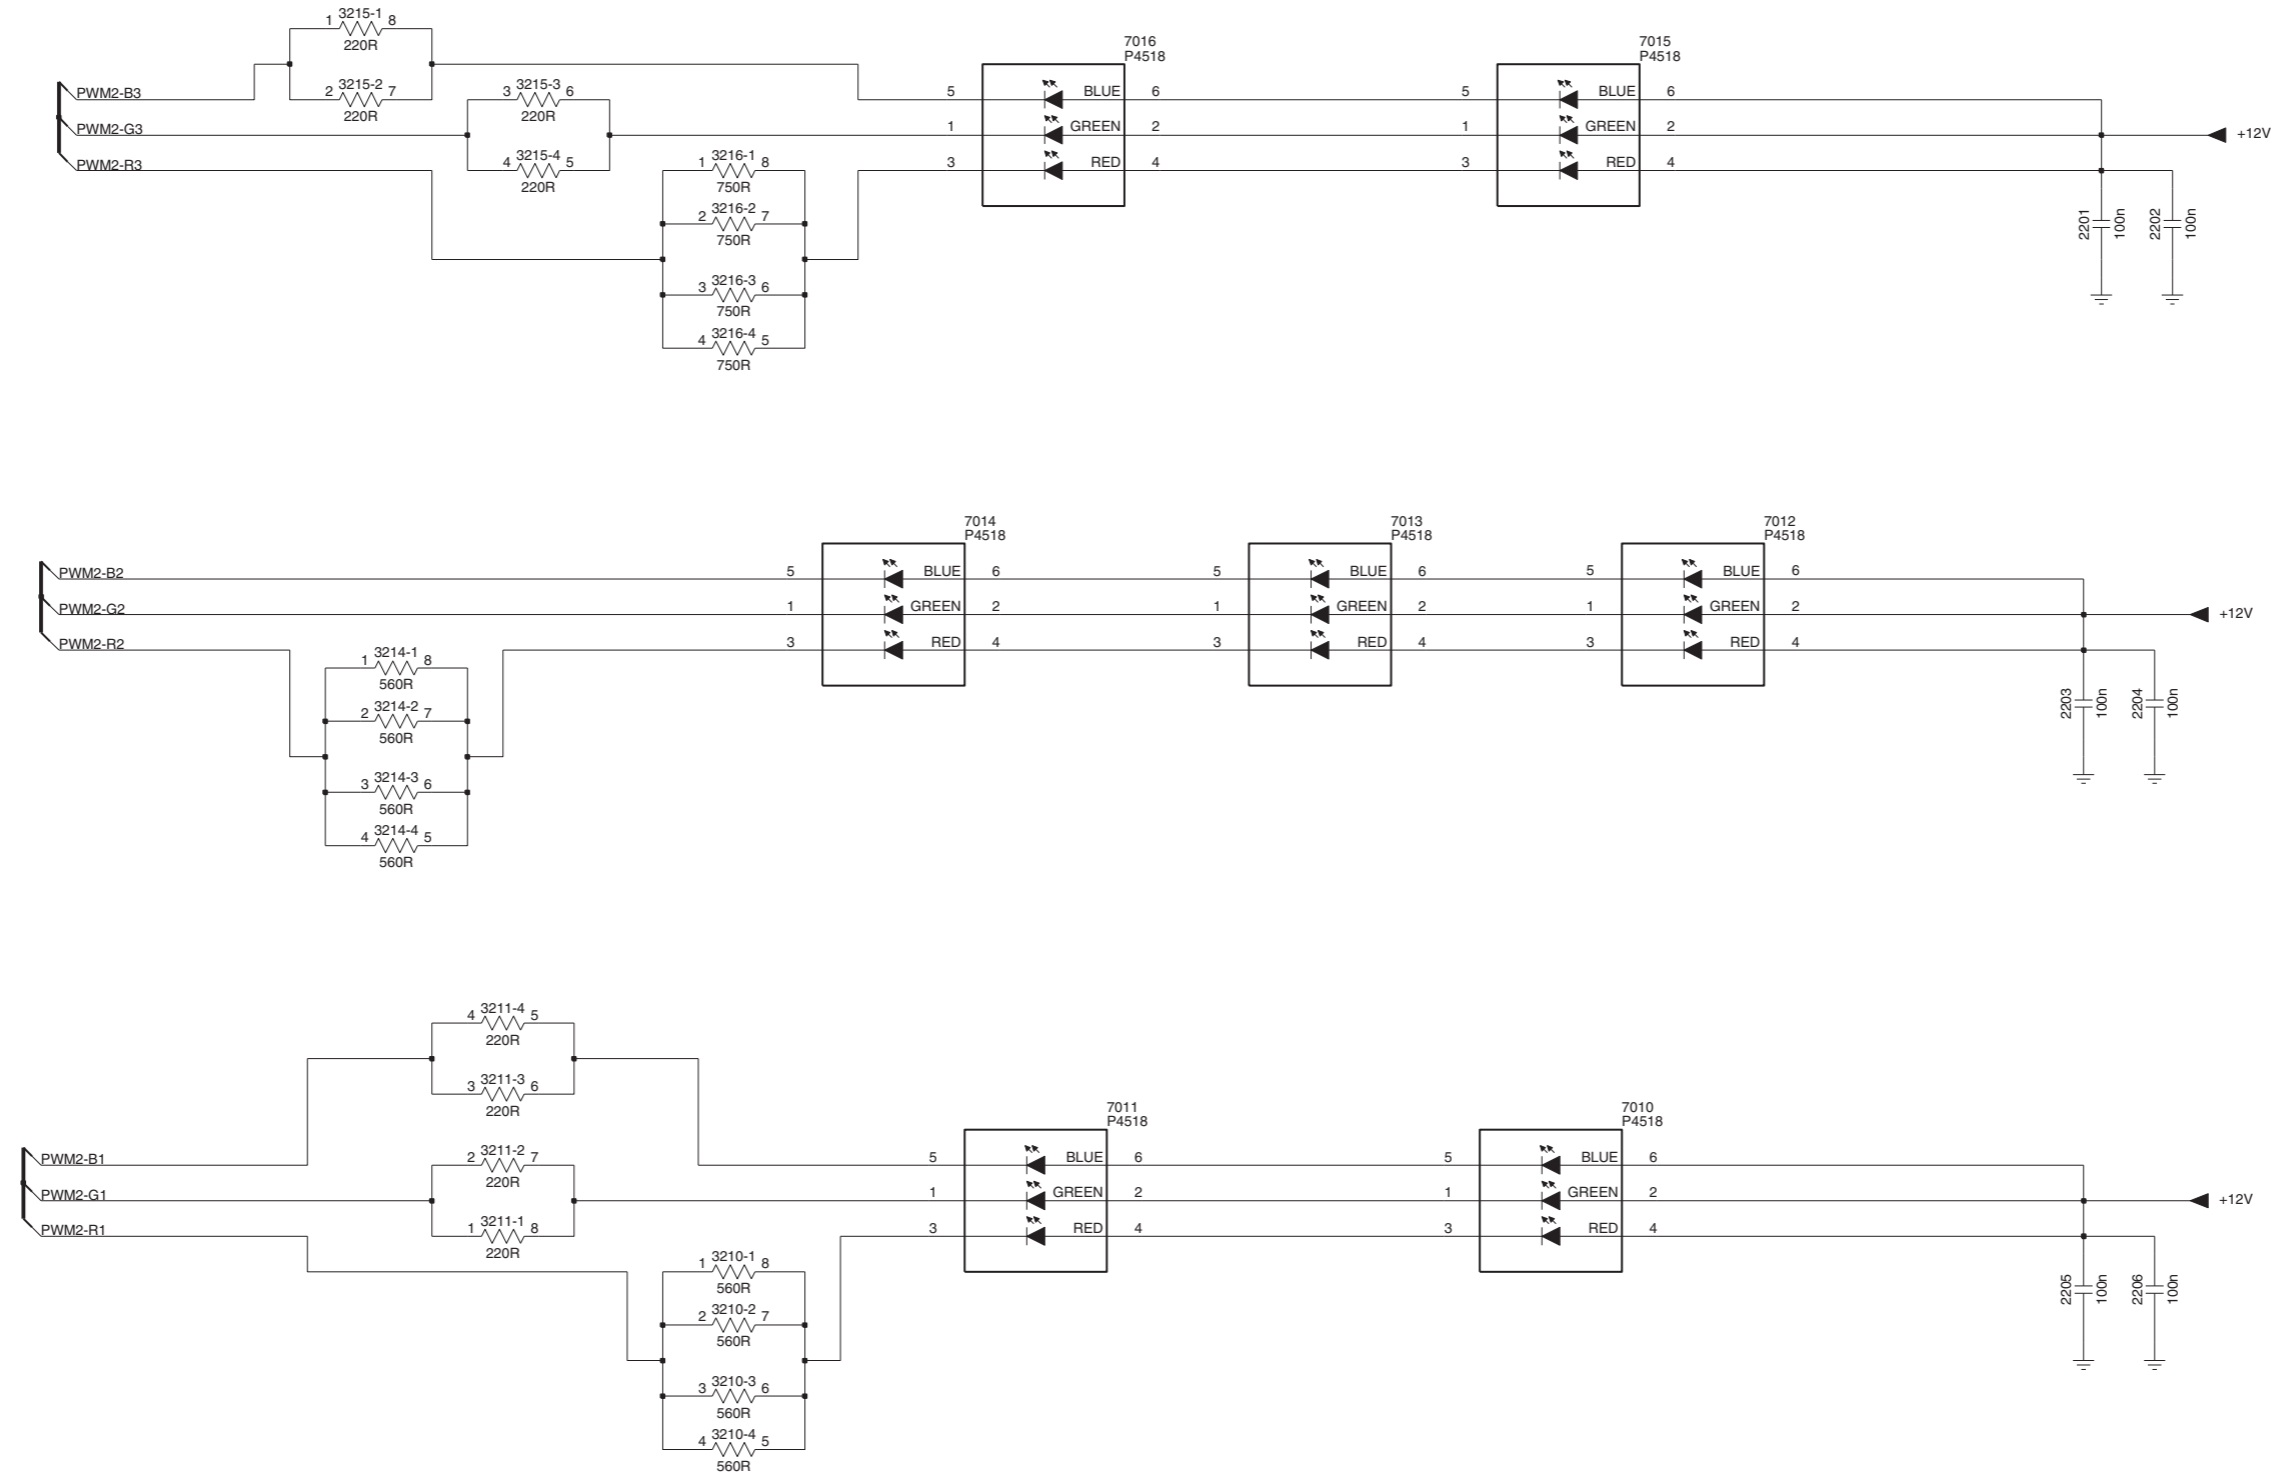 3215-1
1 8
220R
7016
P4518
7015
P4518
3215-2
2 7
220R
PWM2-B3
3215-3
3 6
220R
5 BLUE 6 5 BLUE 6
PWM2-G3
1 GREEN 2 1 GREEN 2 +12V
3215-4
4 5
220R
PWM2-R3
3216-1
1 8
750R
3 RED 4 3 RED 4
3216-2
2 7
750R
2201
100n
2202
100n
3216-3
3 6
750R
3216-4
4 5
750R
7014
P4518
7013
P4518
7012
P4518
PWM2-B2 5 BLUE 6 5 BLUE 6 5 BLUE 6
PWM2-G2 1 GREEN 2 1 GREEN 2 1 GREEN 2 +12V
PWM2-R2 3 RED 4 3 RED 4 3 RED 4
3214-1
1 8
560R
3214-2
2 7
560R
2203
100n
2204
100n
3214-3
3 6
560R
3214-4
4 5
560R
3211-4
4 5
220R
3211-3
3 6
220R
7011
P4518
7010
P4518
3211-2
2 7
220R
PWM2-B1 5 BLUE 6 5 BLUE 6
PWM2-G1 1 GREEN 2 1 GREEN 2 +12V
3211-1
1 8
220R
PWM2-R1 3 RED 4 3 RED 4
3210-1
1 8
560R
3210-2
2 7
560R
2205
100n
2206
100n
3210-3
3 6
560R
3210-4
4 5
560R